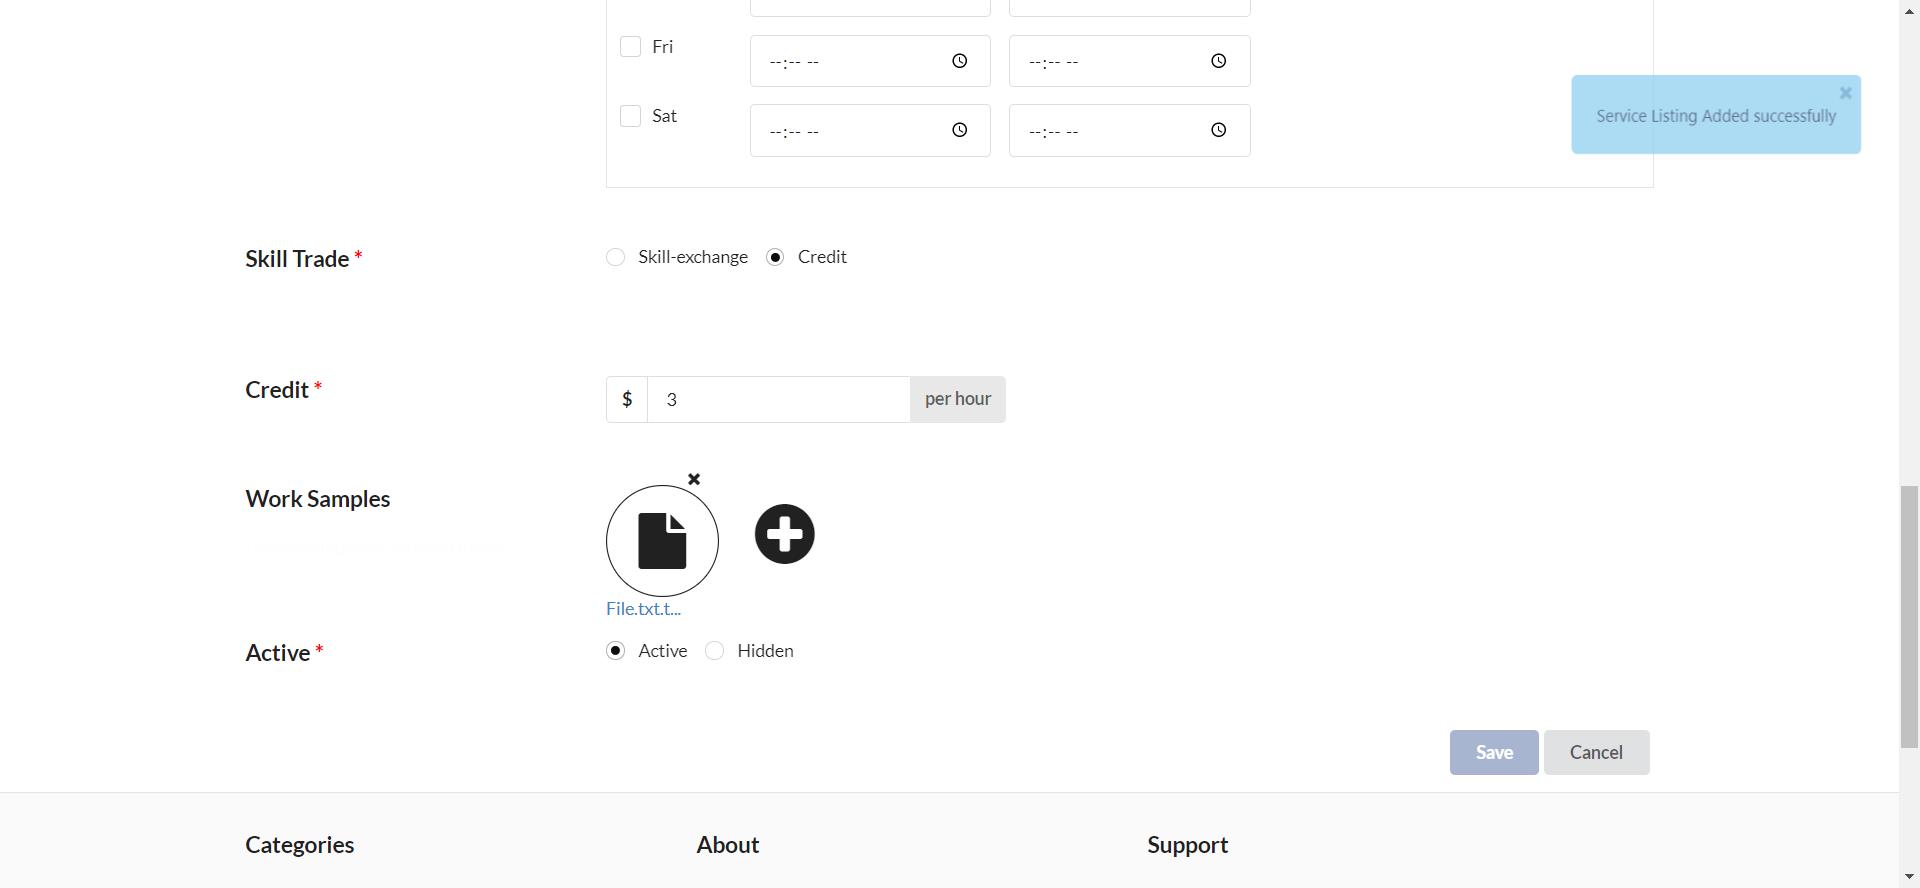 Fri --:-- -- --:-- --
Service Listing Added successfully
Sat --:-- -- --:-- --
Skill Trade * Skill-exchange Credit
Credit * $ 3 per hour
Work Samples
File.txt.t...
Active * Active Hidden
Save Cancel
Categories About Support